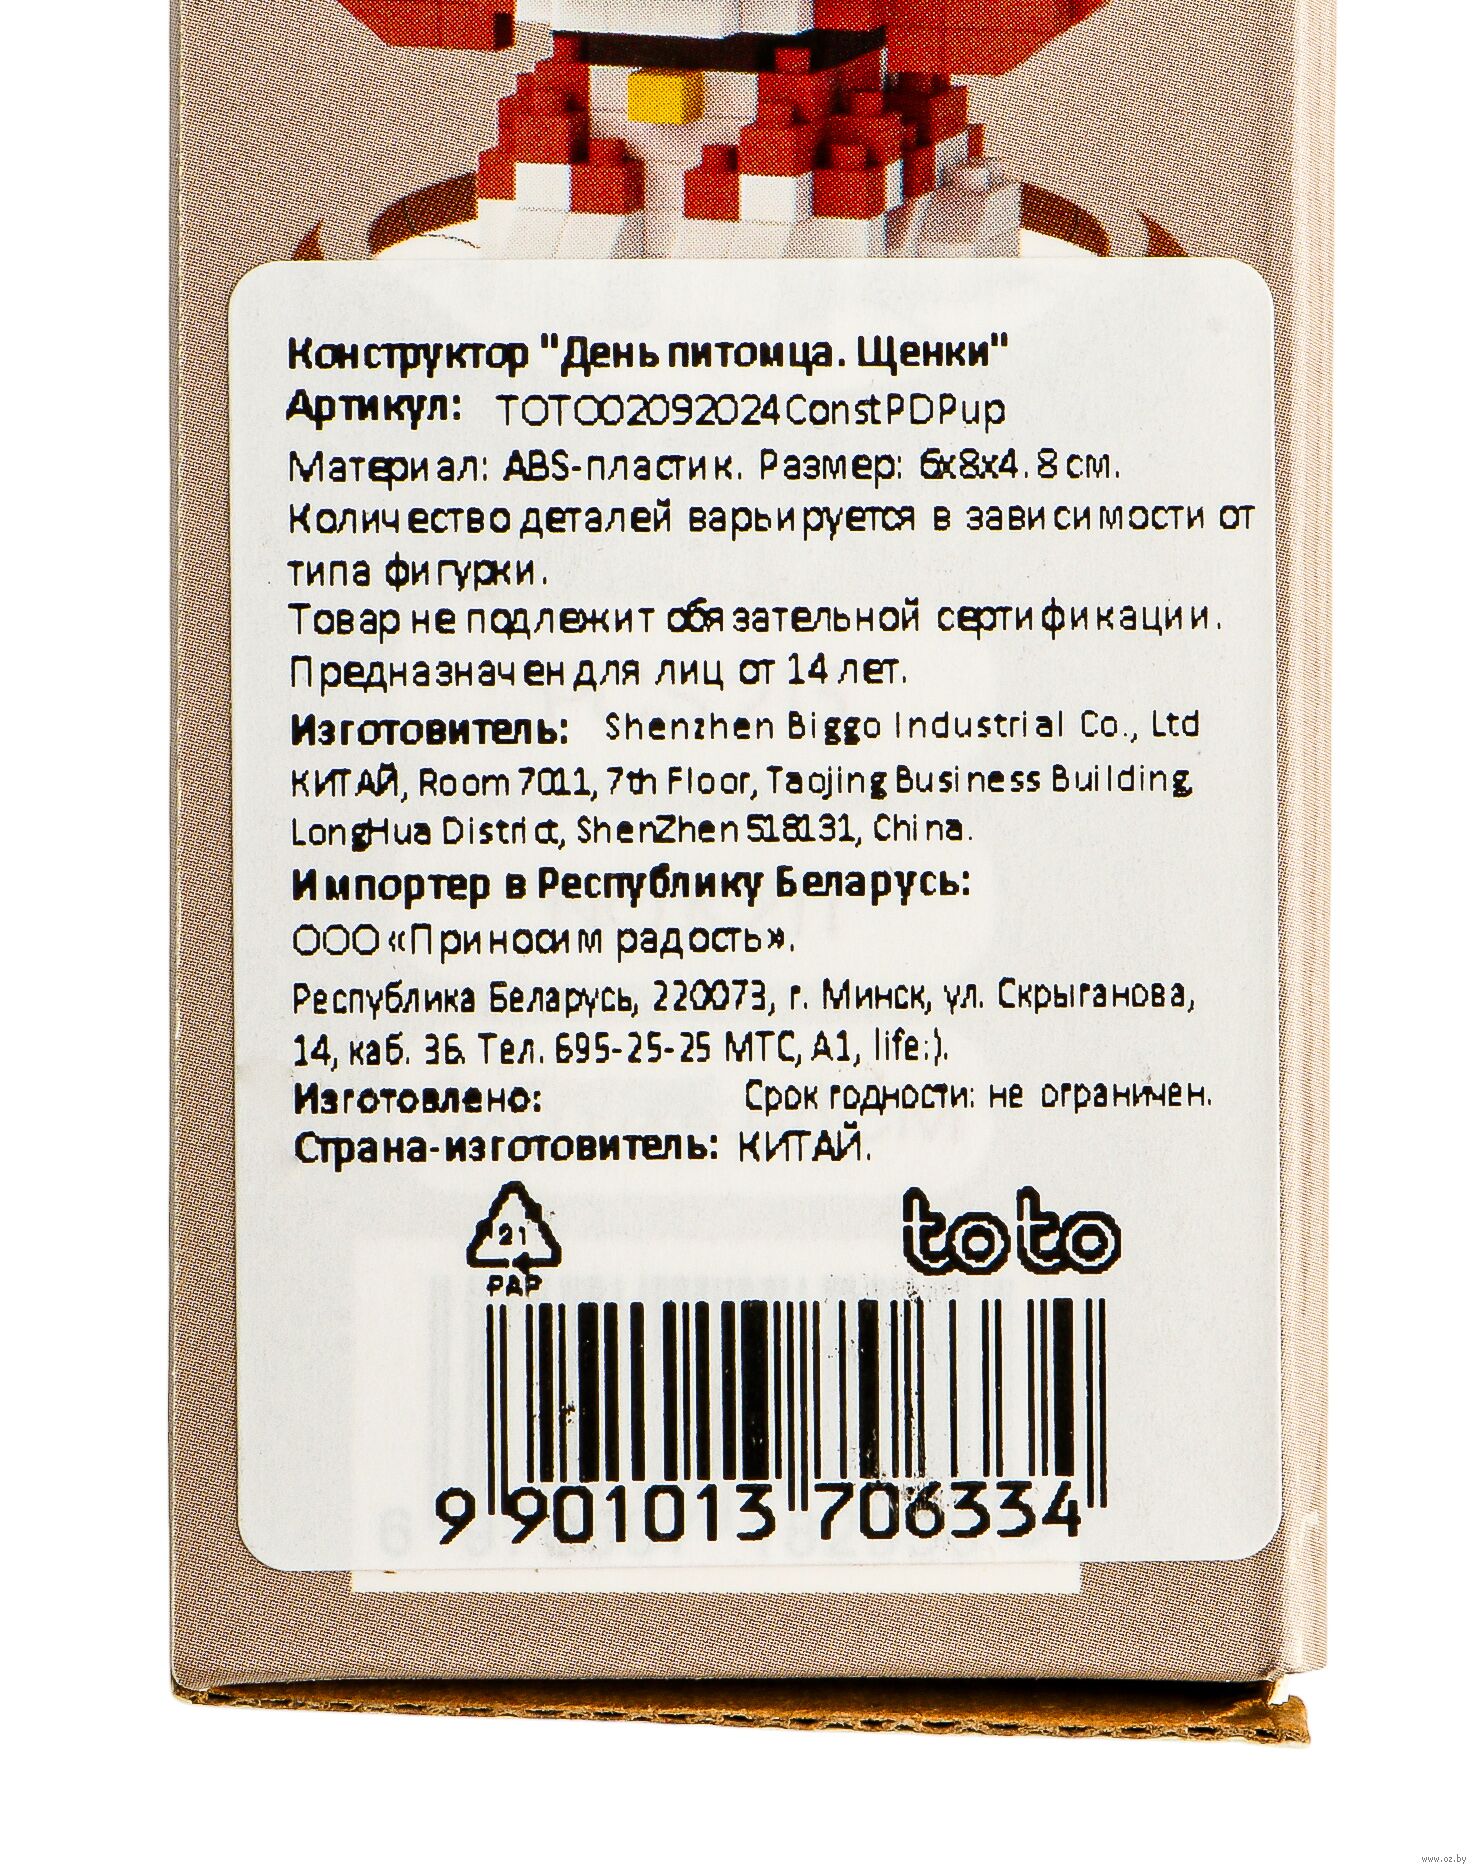 Конструктор "День питомца. Щенки"
Артикул: TOTO02092024ConstPDPup
Материал: ABS-пластик. Размер: 6x8x4.8 см.
Количество деталей варьируется в зависимости от
типа фигурки.
Товар не подлежит обязательной сертификации.
Предназначен для лиц от 14 лет.
Изготовитель: Shenzhen Biggo Industrial Co., Ltd
КИТАЙ, Room 7011, 7th Floor, Taojing Business Building,
LongHua District, ShenZhen 518131, China.
Импортер в Республику Беларусь:
ООО «Приносим радость».
Республика Беларусь, 220073, г. Минск, ул. Скрыганова,
14, каб. 36. Тел. 695-25-25 МТС, А1, life:).
Изготовлено: Срок годности: не ограничен.
Страна-изготовитель: КИТАЙ.
21
PAP
toto
9 901013 706334
www.oz.by